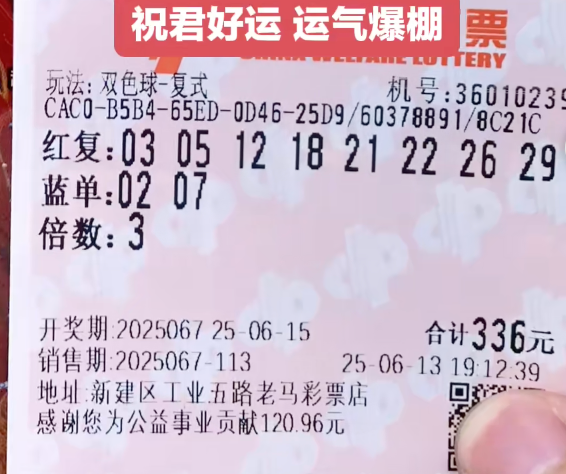 祝君好运 运气爆棚
票
CHINA WELFARE LOTTERY
玩法:双色球-复式
机号:36010239
CAC0-B5B4-65ED-0D46-25D9/60378891/8C21C
红复:03 05 12 18 21 22 26 29
蓝单:02 07
倍数:3
开奖期:2025067 25-06-15
合计336元
销售期:2025067-113
25-06-13 19:12:39
地址:新建区工业五路老马彩票店
感谢您为公益事业贡献120.96元